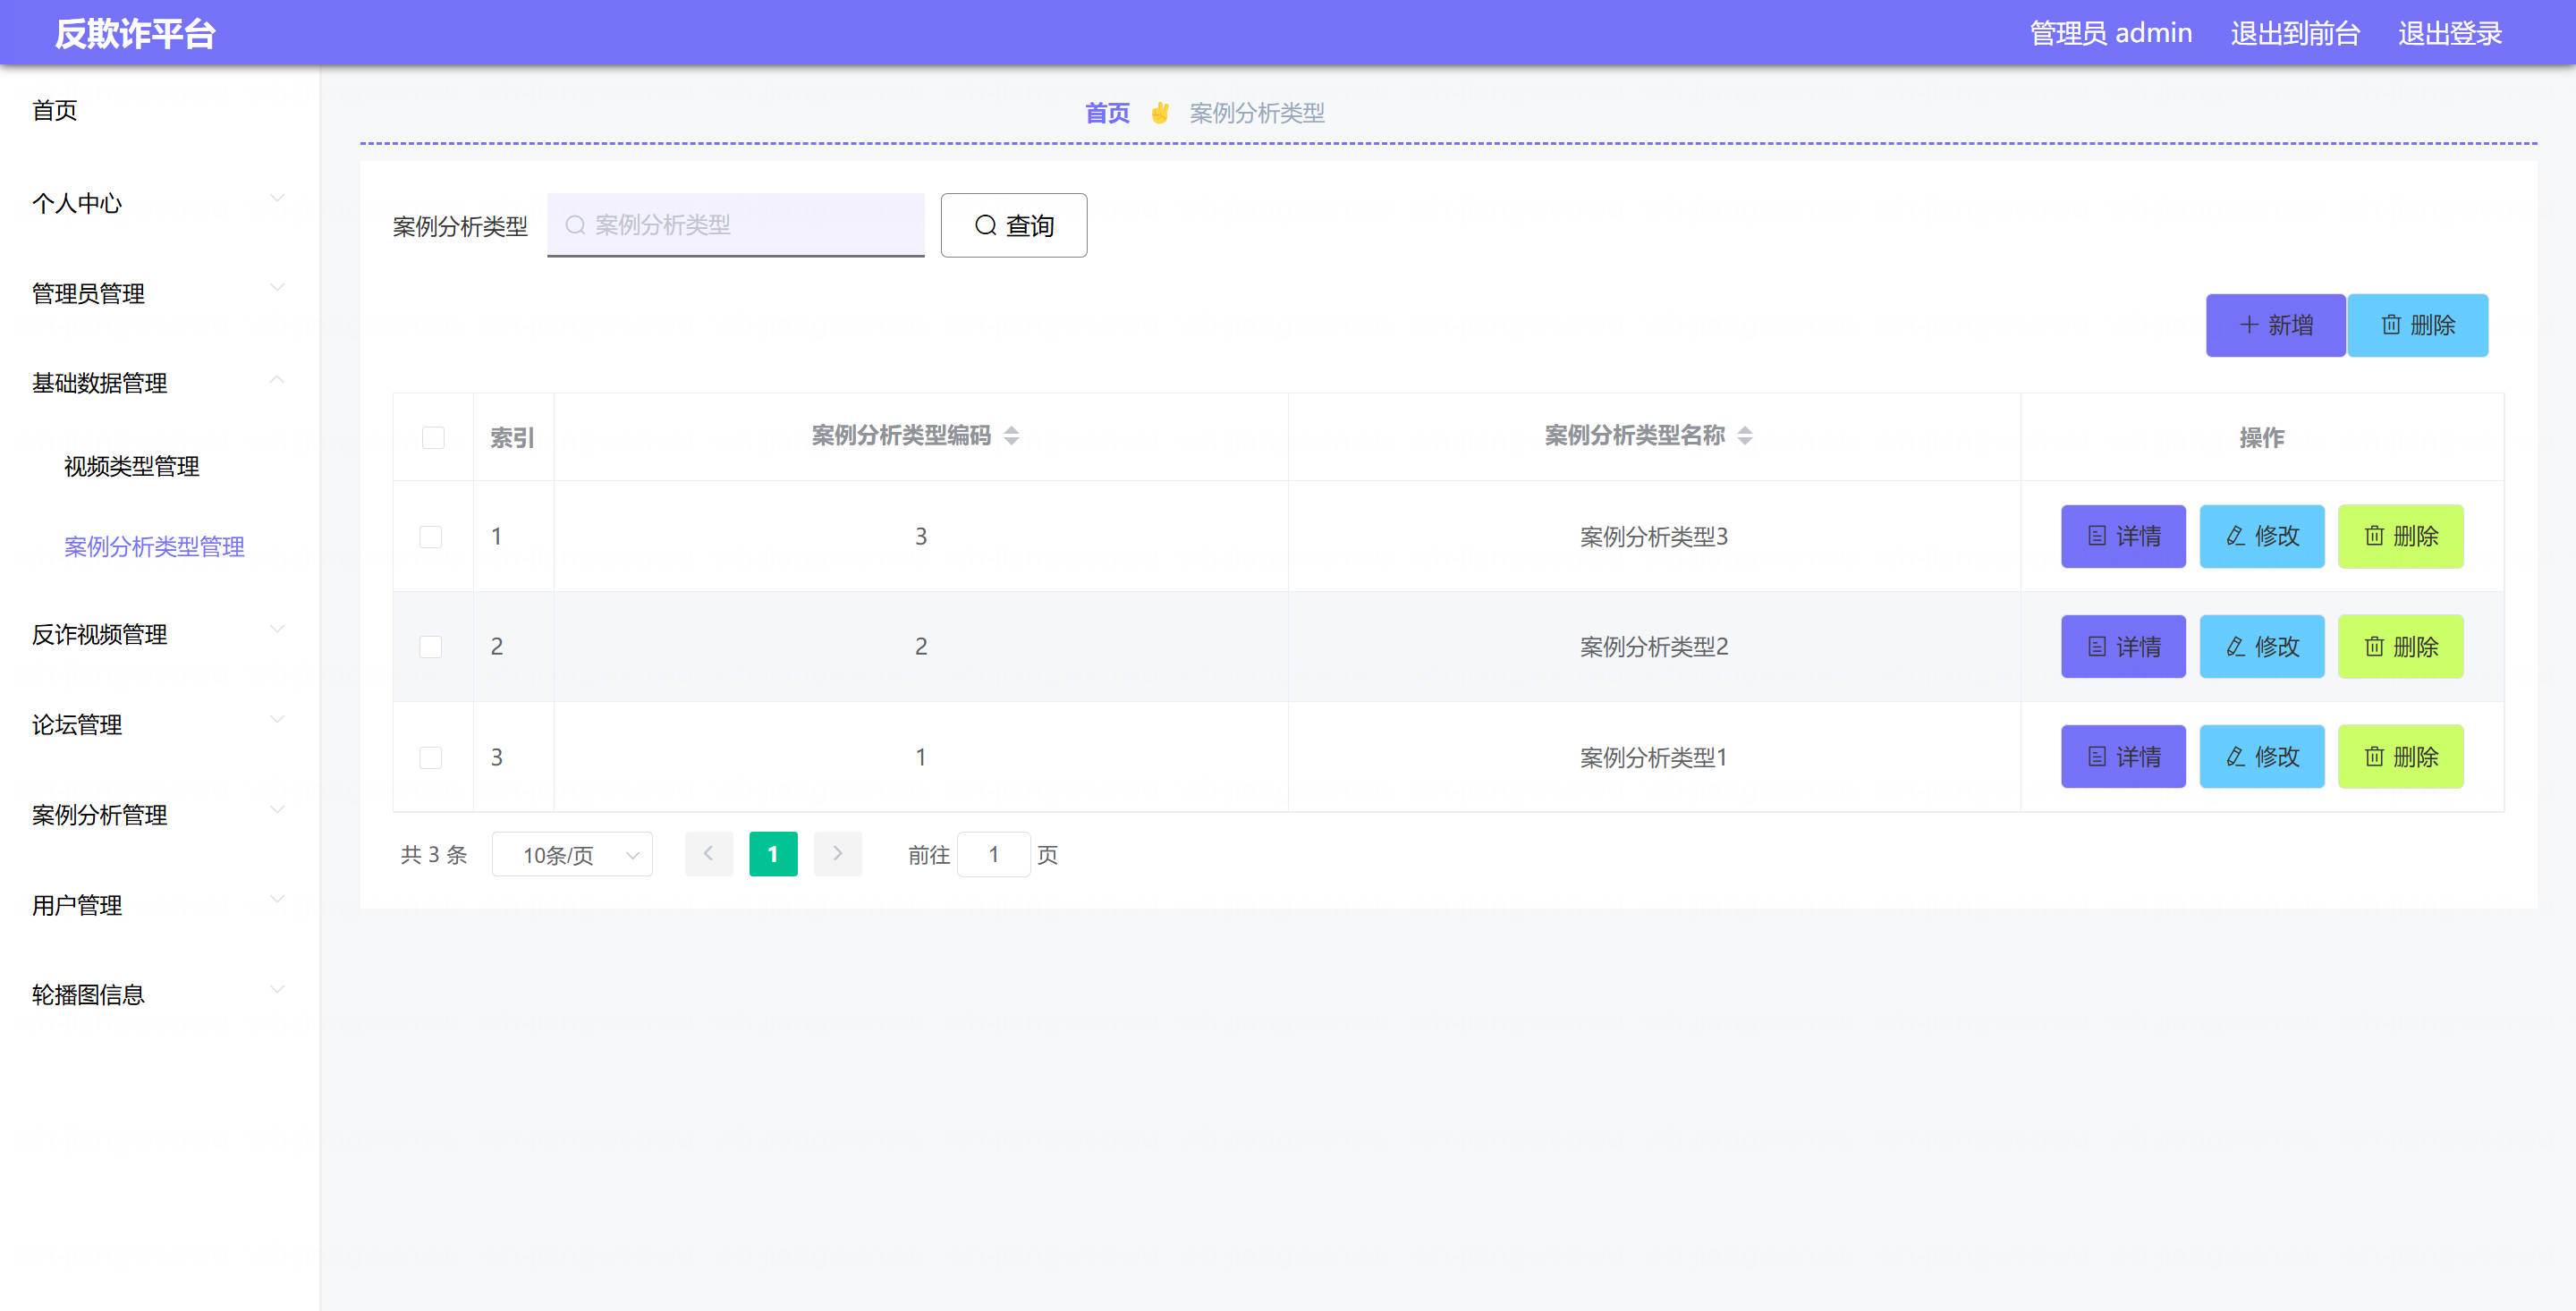 反欺诈平台
管理员 admin 退出到前台 退出登录
首页
个人中心
管理员管理
基础数据管理
视频类型管理
案例分析类型管理
反诈视频管理
论坛管理
案例分析管理
用户管理
轮播图信息
首页 案例分析类型
案例分析类型 案例分析类型 查询
新增 删除
索引 案例分析类型编码 案例分析类型名称 操作
1 3 案例分析类型3 详情 修改 删除
2 2 案例分析类型2 详情 修改 删除
3 1 案例分析类型1 详情 修改 删除
共 3 条 10条/页 1 前往 1 页